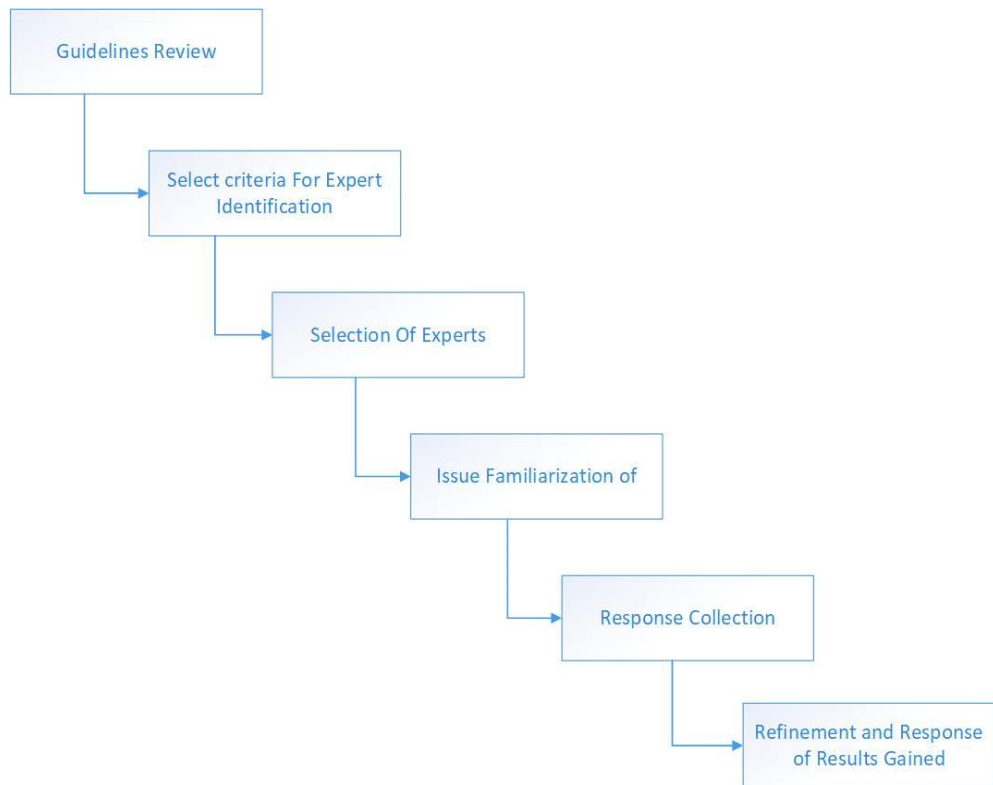 Guidelines Review
Select criteria For Expert
Identification
Selection Of Experts
Issue Familiarization of
Response Collection
Refinement and Response
of Results Gained